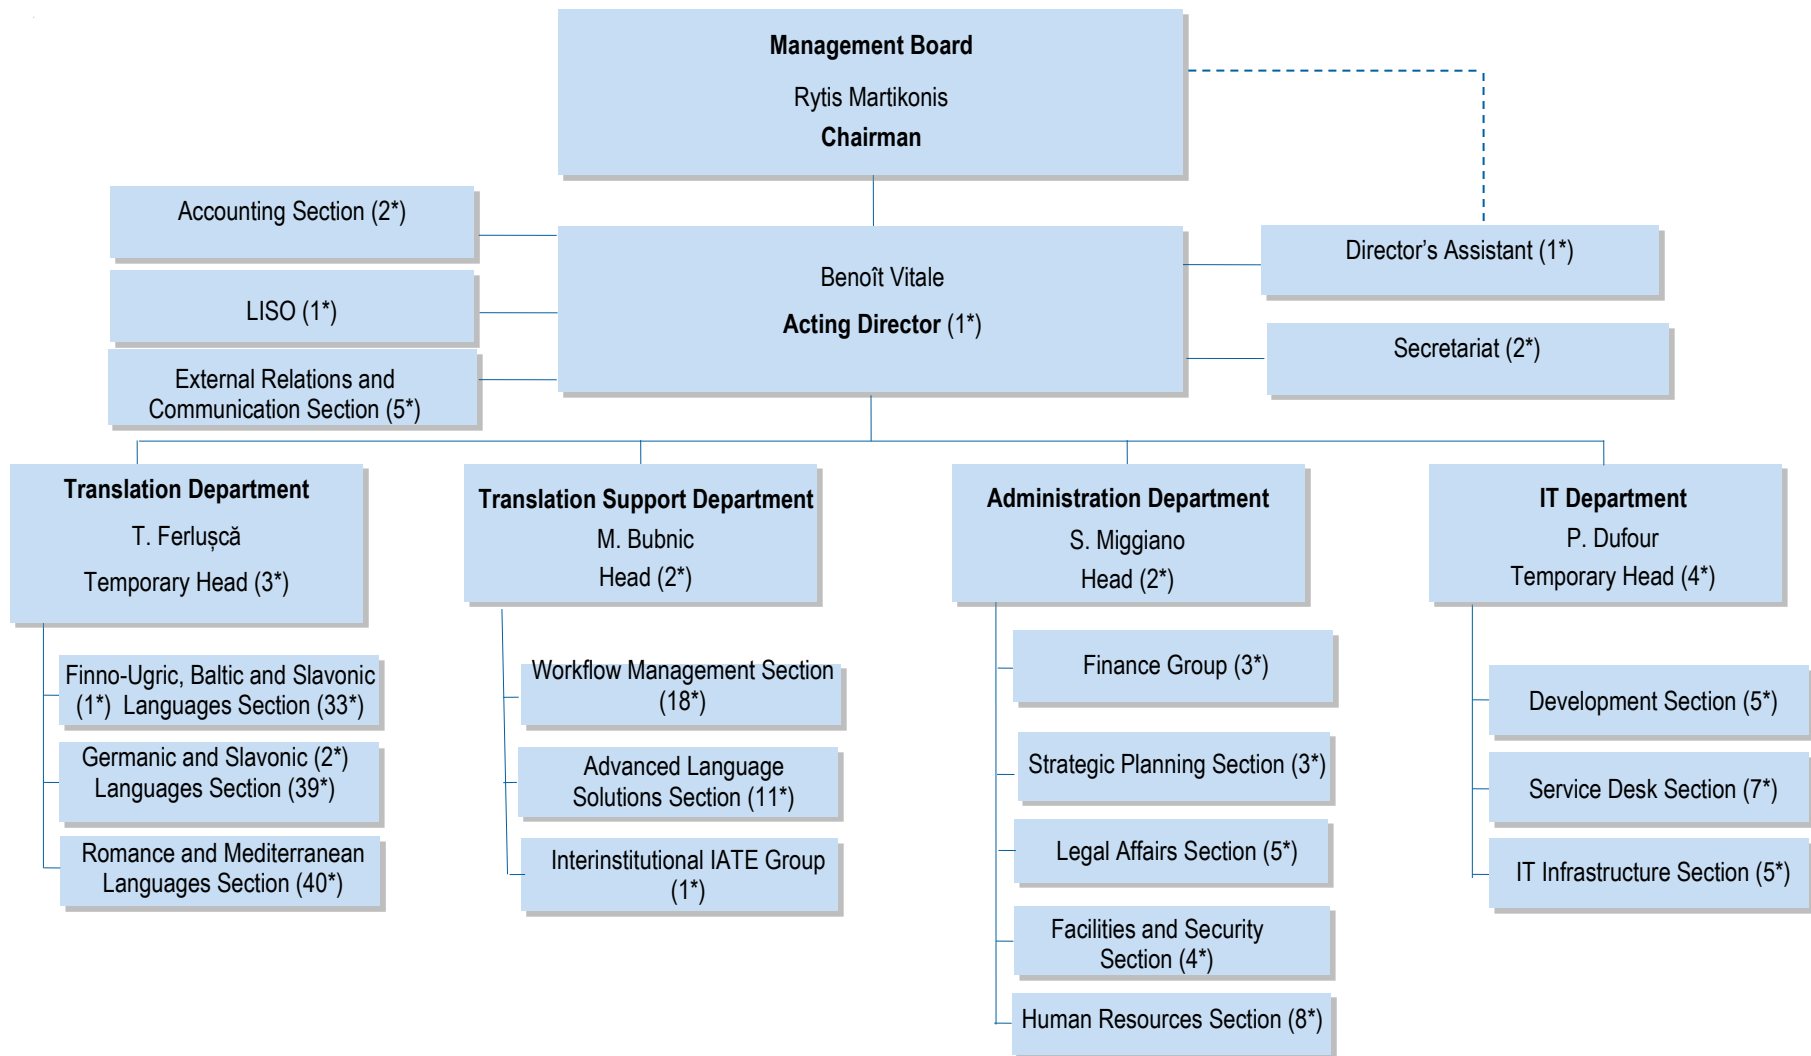 Management Board
Rytis Martikonis
Chairman
Accounting Section (2*)
LISO (1*)
External Relations and
Communication Section (5*)
Benoît Vitale
Acting Director (1*)
Director’s Assistant (1*)
Secretariat (2*)
Translation Department
T. Ferlușcă
Temporary Head (3*)
Finno-Ugric, Baltic and Slavonic
(1*) Languages Section (33*)
Germanic and Slavonic (2*)
Languages Section (39*)
Romance and Mediterranean
Languages Section (40*)
Translation Support Department
M. Bubnic
Head (2*)
Workflow Management Section
(18*)
Advanced Language
Solutions Section (11*)
Interinstitutional IATE Group
(1*)
Administration Department
S. Miggiano
Head (2*)
Finance Group (3*)
Strategic Planning Section (3*)
Legal Affairs Section (5*)
Facilities and Security
Section (4*)
Human Resources Section (8*)
IT Department
P. Dufour
Temporary Head (4*)
Development Section (5*)
Service Desk Section (7*)
IT Infrastructure Section (5*)